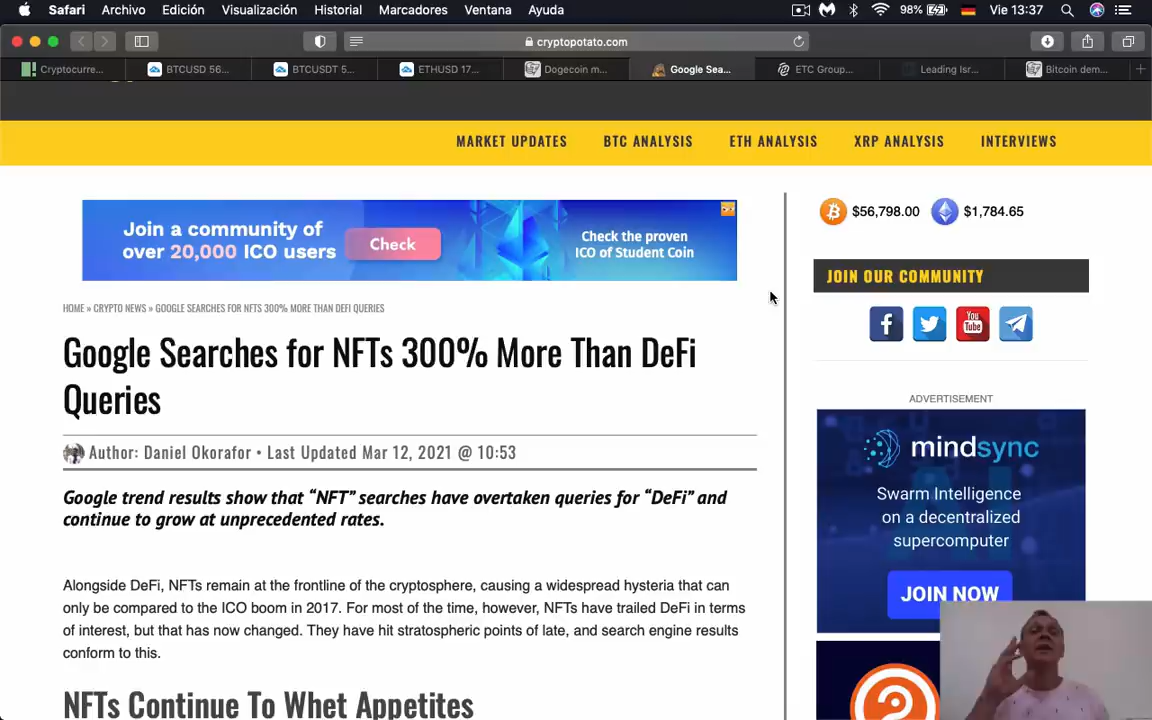 Safari Archivo Edición Visualización Historial Marcadores Ventana Ayuda 98% Vie 13:37
cryptopotato.com
Cryptocurre... BTCUSD 56... BTCUSDT 5... ETHUSD 17... Dogecoin m... Google Sea... ETC Group... Leading Isr... Bitcoin dem...
MARKET UPDATES BTC ANALYSIS ETH ANALYSIS XRP ANALYSIS INTERVIEWS
Join a community of
over 20,000 ICO users
Check
Check the proven
ICO of Student Coin
$56,798.00 $1,784.65
JOIN OUR COMMUNITY
You
Tube
HOME » CRYPTO NEWS » GOOGLE SEARCHES FOR NFTS 300% MORE THAN DEFI QUERIES
Google Searches for NFTs 300% More Than DeFi
Queries
Author: Daniel Okorafor • Last Updated Mar 12, 2021 @ 10:53
Google trend results show that “NFT” searches have overtaken queries for “DeFi” and
continue to grow at unprecedented rates.
Alongside DeFi, NFTs remain at the frontline of the cryptosphere, causing a widespread hysteria that can
only be compared to the ICO boom in 2017. For most of the time, however, NFTs have trailed DeFi in terms
of interest, but that has now changed. They have hit stratospheric points of late, and search engine results
conform to this.
NFTs Continue To Whet Appetites
ADVERTISEMENT
mindsync
Swarm Intelligence
on a decentralized
supercomputer
JOIN NOW